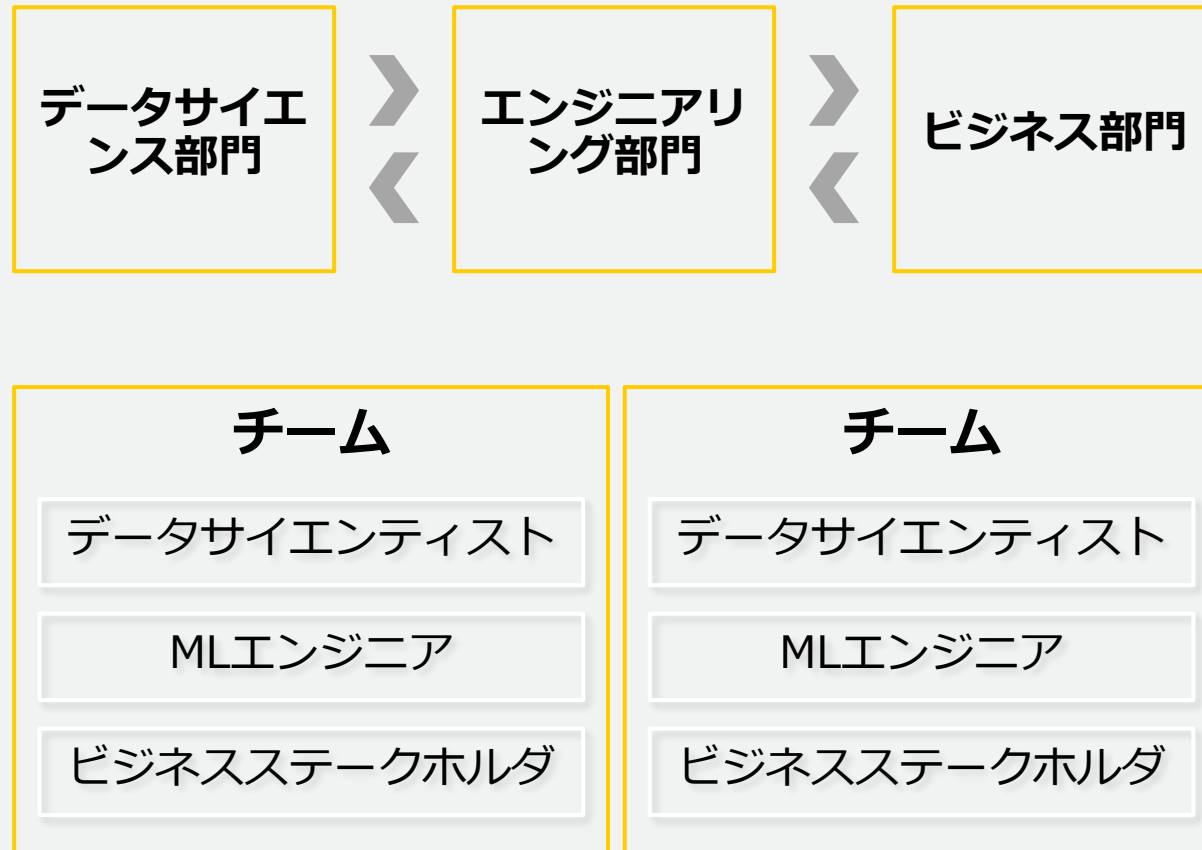 データサイエ
ンス部門
エンジニアリ
ング部門
ビジネス部門
チーム
データサイエンティスト
MLエンジニア
ビジネスステークホルダ
チーム
データサイエンティスト
MLエンジニア
ビジネスステークホルダ